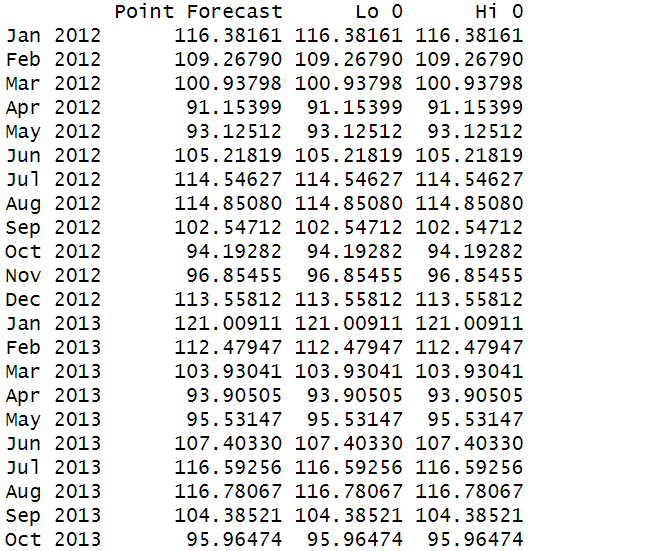 Point Forecast Lo 0 Hi 0
Jan 2012 116.38161 116.38161 116.38161
Feb 2012 109.26790 109.26790 109.26790
Mar 2012 100.93798 100.93798 100.93798
Apr 2012 91.15399 91.15399 91.15399
May 2012 93.12512 93.12512 93.12512
Jun 2012 105.21819 105.21819 105.21819
Jul 2012 114.54627 114.54627 114.54627
Aug 2012 114.85080 114.85080 114.85080
Sep 2012 102.54712 102.54712 102.54712
Oct 2012 94.19282 94.19282 94.19282
Nov 2012 96.85455 96.85455 96.85455
Dec 2012 113.55812 113.55812 113.55812
Jan 2013 121.00911 121.00911 121.00911
Feb 2013 112.47947 112.47947 112.47947
Mar 2013 103.93041 103.93041 103.93041
Apr 2013 93.90505 93.90505 93.90505
May 2013 95.53147 95.53147 95.53147
Jun 2013 107.40330 107.40330 107.40330
Jul 2013 116.59256 116.59256 116.59256
Aug 2013 116.78067 116.78067 116.78067
Sep 2013 104.38521 104.38521 104.38521
Oct 2013 95.96474 95.96474 95.96474